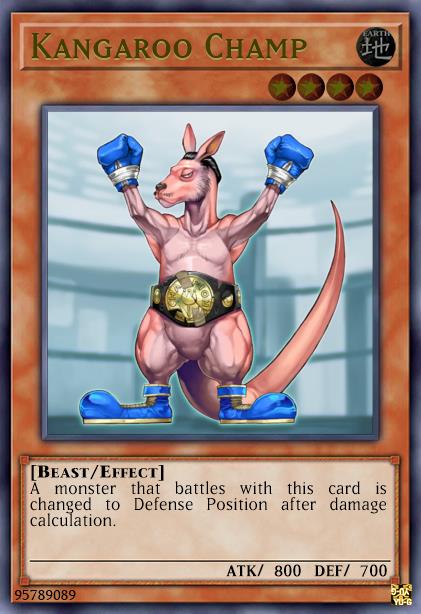 Kangaroo Champ
EARTH
地
[Beast/Effect]
A monster that battles with this card is
changed to Defense Position after damage
calculation.
ATK/ 800 DEF/ 700
95789089